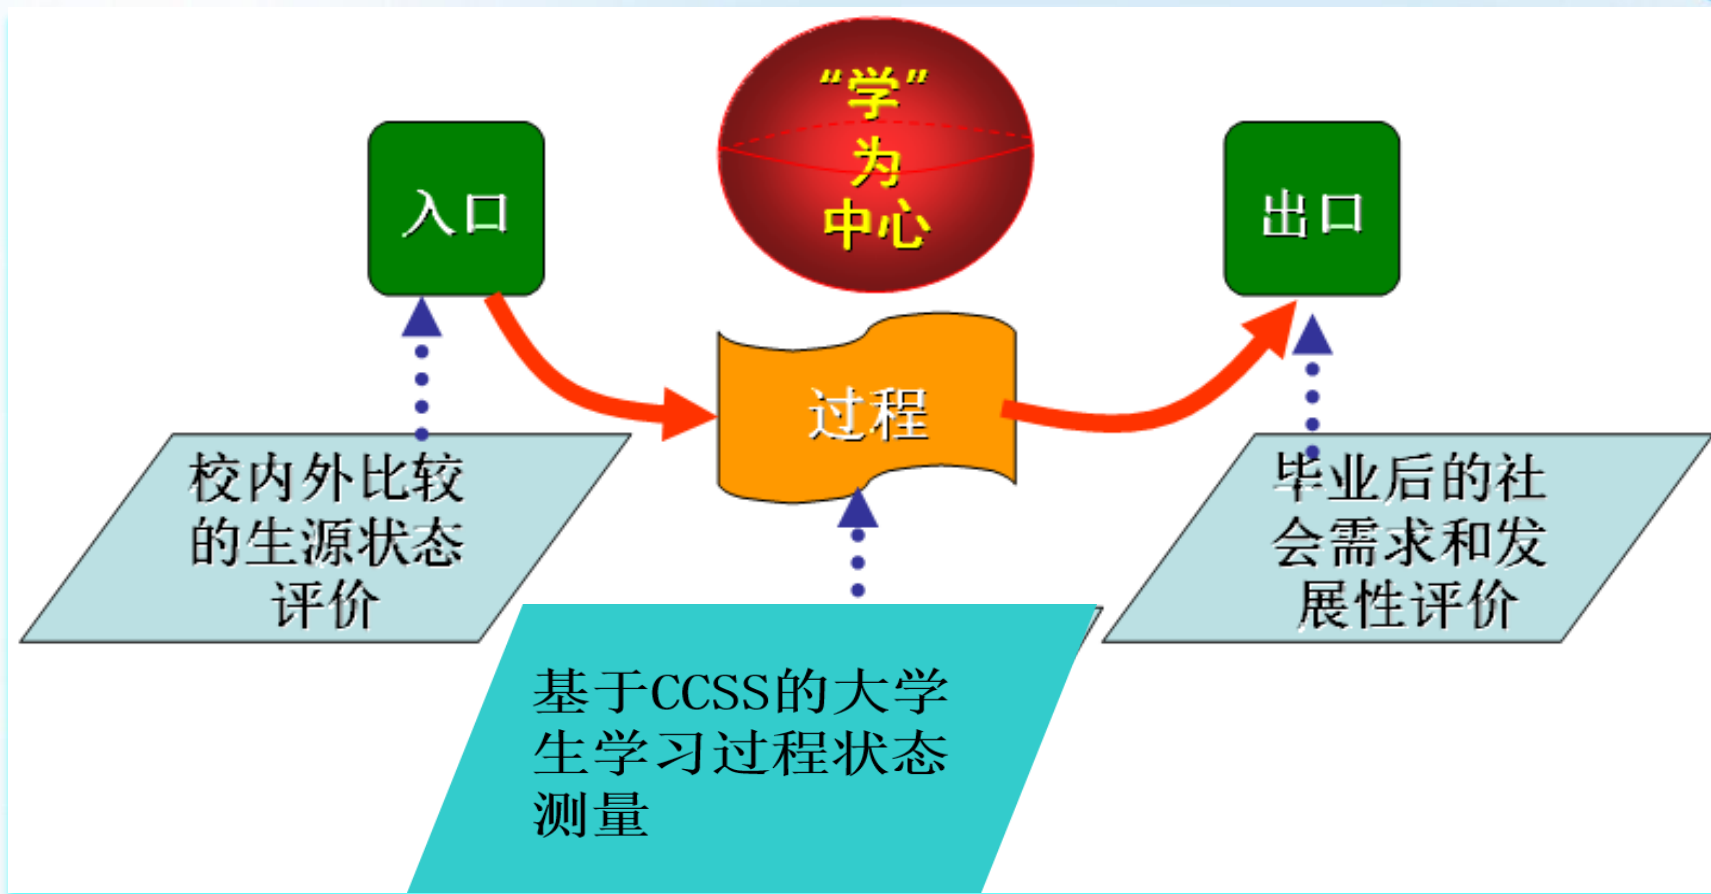 “学”
为
中心
入口
出口
过程
校内外比较
的生源状态
评价
毕业后的社
会需求和发
展性评价
基于CCSS的大学
生学习过程状态
测量